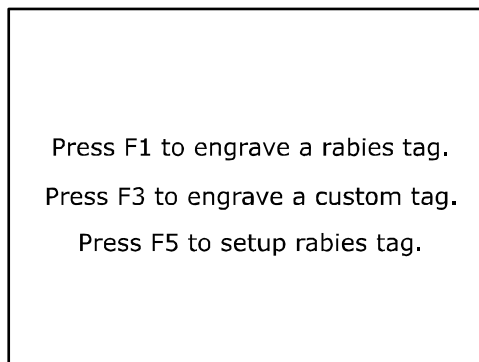 Press F1 to engrave a rabies tag.
Press F3 to engrave a custom tag.
Press F5 to setup rabies tag.